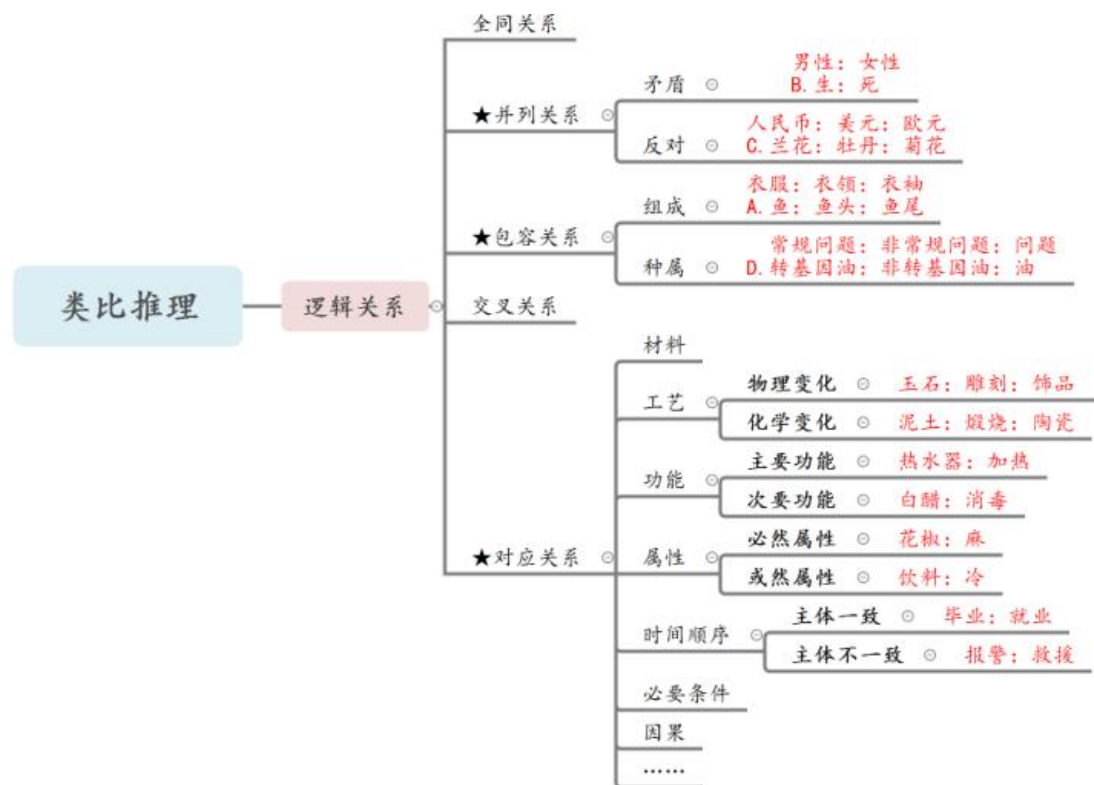 类比推理
逻辑关系
全同关系
★并列关系
矛盾
男性：女性
B.生：死
反对
人民币：美元：欧元
C.兰花：牡丹：菊花
★包容关系
组成
衣服：衣领：衣袖
A.鱼：鱼头：鱼尾
种属
常规问题：非常规问题：问题
D.转基因油：非转基因油：油
交叉关系
★对应关系
材料
工艺
物理变化
玉石：雕刻：饰品
化学变化
泥土：煅烧：陶瓷
功能
主要功能
热水器：加热
次要功能
白醋：消毒
属性
必然属性
花椒：麻
或然属性
饮料：冷
时间顺序
主体一致
毕业：就业
主体不一致
报警：救援
必要条件
因果
……